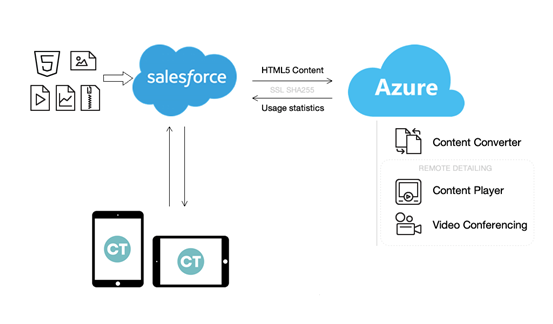 5
salesforce
HTML5 Content
SSL SHA255
Usage statistics
Azure
Content Converter
REMOTE DETAILING
Content Player
Video Conferencing
CT
CT